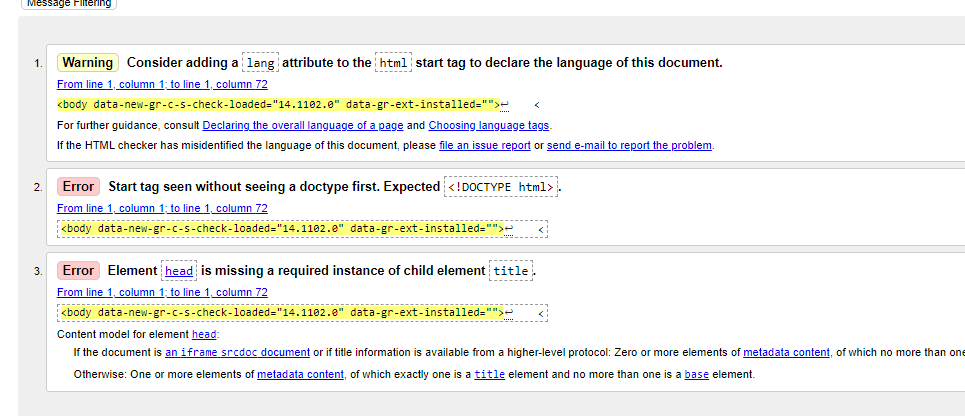 Message Filtering
1. Warning Consider adding a lang attribute to the html start tag to declare the language of this document.
From line 1, column 1; to line 1, column 72
<body data-new-gr-c-s-check-loaded="14.1102.0" data-gr-ext-installed="">↩ <
For further guidance, consult Declaring the overall language of a page and Choosing language tags.
If the HTML checker has misidentified the language of this document, please file an issue report or send e-mail to report the problem.
2. Error Start tag seen without seeing a doctype first. Expected <!DOCTYPE html>.
From line 1, column 1; to line 1, column 72
<body data-new-gr-c-s-check-loaded="14.1102.0" data-gr-ext-installed="">↩ <
3. Error Element head is missing a required instance of child element title.
From line 1, column 1; to line 1, column 72
<body data-new-gr-c-s-check-loaded="14.1102.0" data-gr-ext-installed="">↩ <
Content model for element head:
If the document is an iframe srcdoc document or if title information is available from a higher-level protocol: Zero or more elements of metadata content, of which no more than one
Otherwise: One or more elements of metadata content, of which exactly one is a title element and no more than one is a base element.